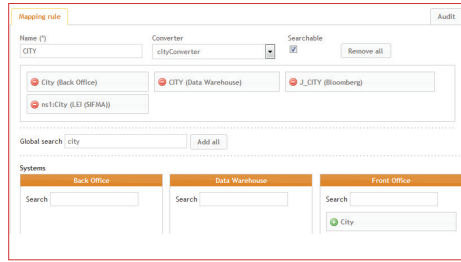 Mapping rule
Audit
Name (*)
Converter
Searchable
CITY
cityConverter
Remove all
City (Back Office)
CITY (Data Warehouse)
J_CITY (Bloomberg)
ns1:City (LEI (SIFMA))
Global search
city
Add all
Systems
Back Office
Data Warehouse
Front Office
Search
Search
Search
City